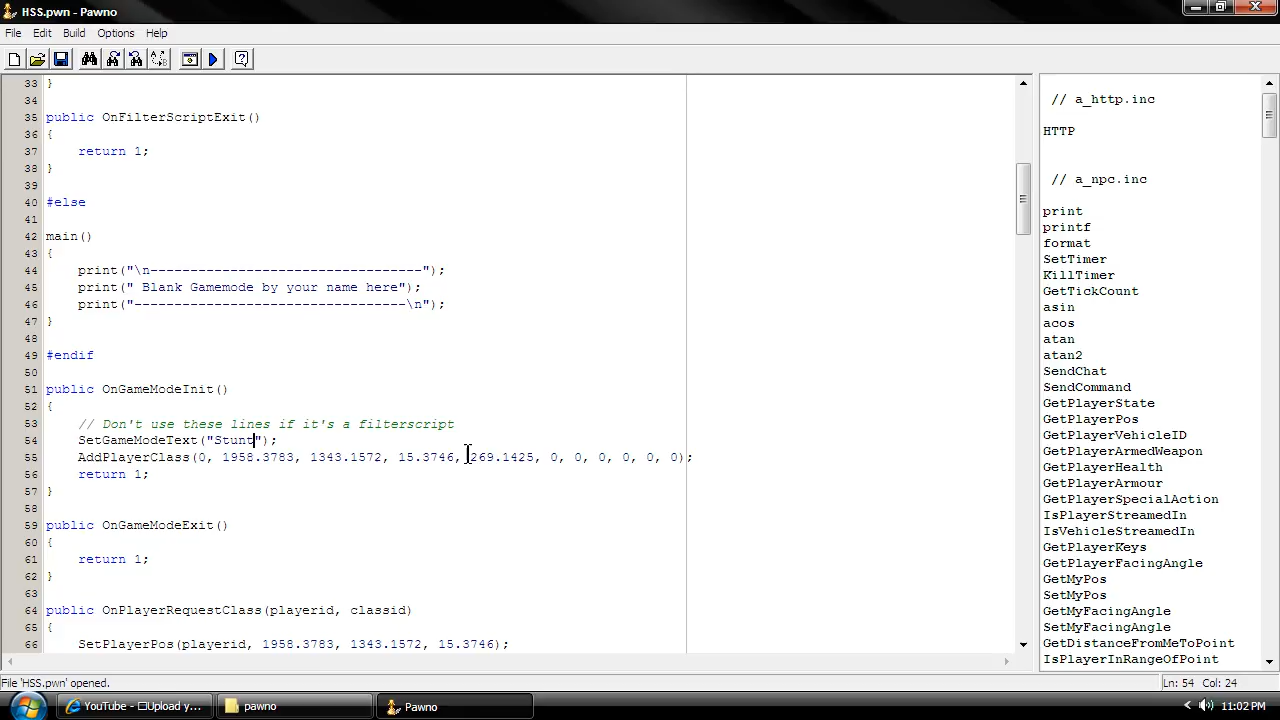 HSS.pwn - Pawno
File Edit Build Options Help
33 }
34
35 public OnFilterScriptExit()
36 {
37 return 1;
38 }
39
40 #else
41
42 main()
43 {
44 print("\n----------------------------------");
45 print(" Blank Gamemode by your name here");
46 print("----------------------------------\n");
47 }
48
49 #endif
50
51 public OnGameModeInit()
52 {
53 // Don't use these lines if it's a filterscript
54 SetGameModeText("Stunt");
55 AddPlayerClass(0, 1958.3783, 1343.1572, 15.3746, 269.1425, 0, 0, 0, 0, 0, 0);
56 return 1;
57 }
58
59 public OnGameModeExit()
60 {
61 return 1;
62 }
63
64 public OnPlayerRequestClass(playerid, classid)
65 {
66 SetPlayerPos(playerid, 1958.3783, 1343.1572, 15.3746);
// a_http.inc
HTTP
// a_npc.inc
print
printf
format
SetTimer
KillTimer
GetTickCount
asin
acos
atan
atan2
SendChat
SendCommand
GetPlayerState
GetPlayerPos
GetPlayerVehicleID
GetPlayerArmedWeapon
GetPlayerHealth
GetPlayerArmour
GetPlayerSpecialAction
IsPlayerStreamedIn
IsVehicleStreamedIn
GetPlayerKeys
GetPlayerFacingAngle
GetMyPos
SetMyPos
GetMyFacingAngle
SetMyFacingAngle
GetDistanceFromMeToPoint
IsPlayerInRangeOfPoint
File 'HSS.pwn' opened.
Ln: 54 Col: 24
YouTube - □Upload y...
pawno
Pawno
11:02 PM